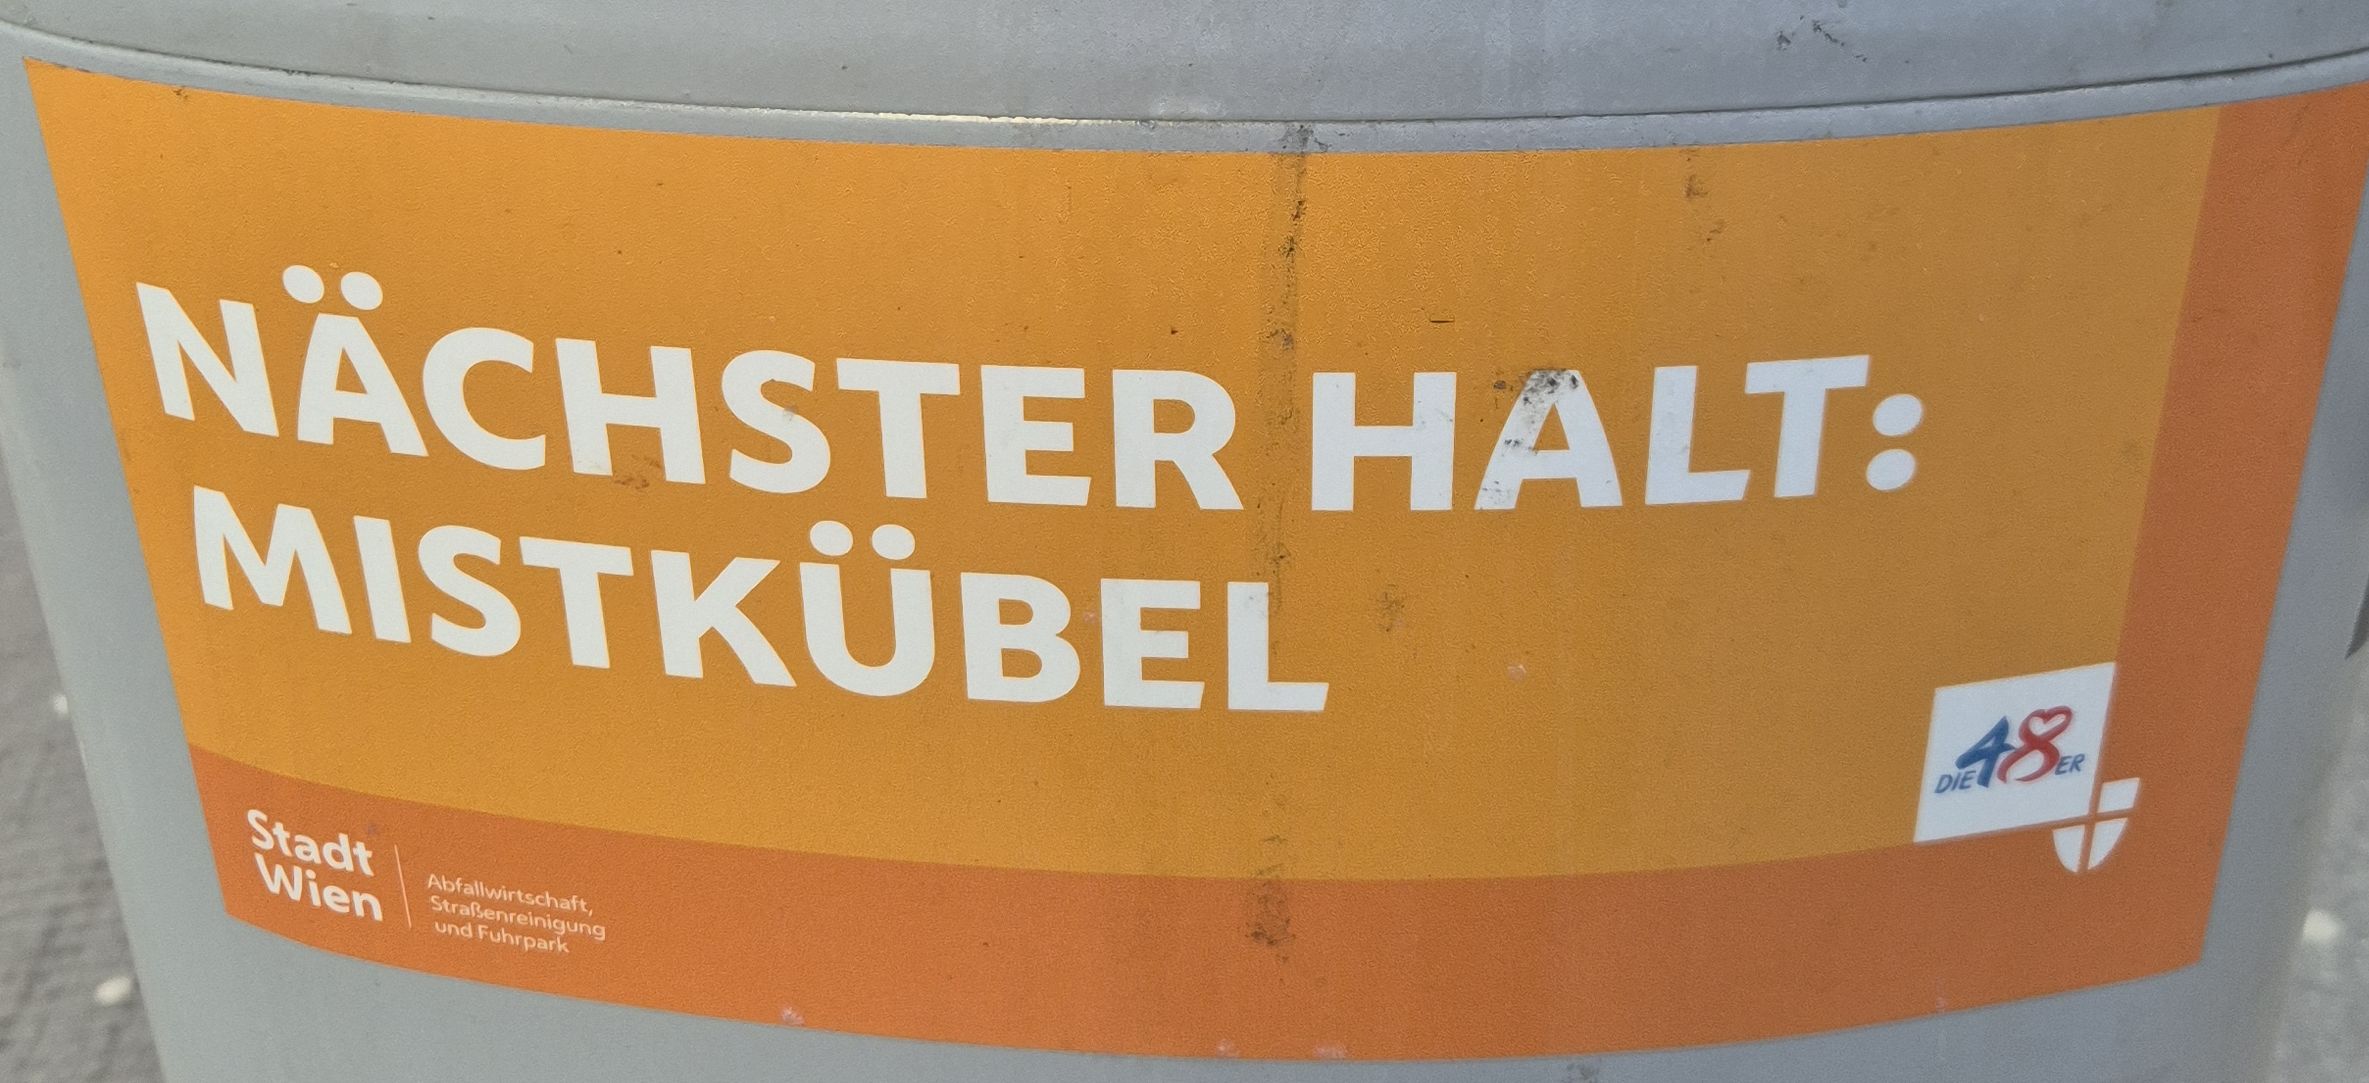 NÄCHSTER HALT:
MISTKÜBEL
DIE 48ER
Stadt
Wien
Abfallwirtschaft,
Straßenreinigung
und Fuhrpark